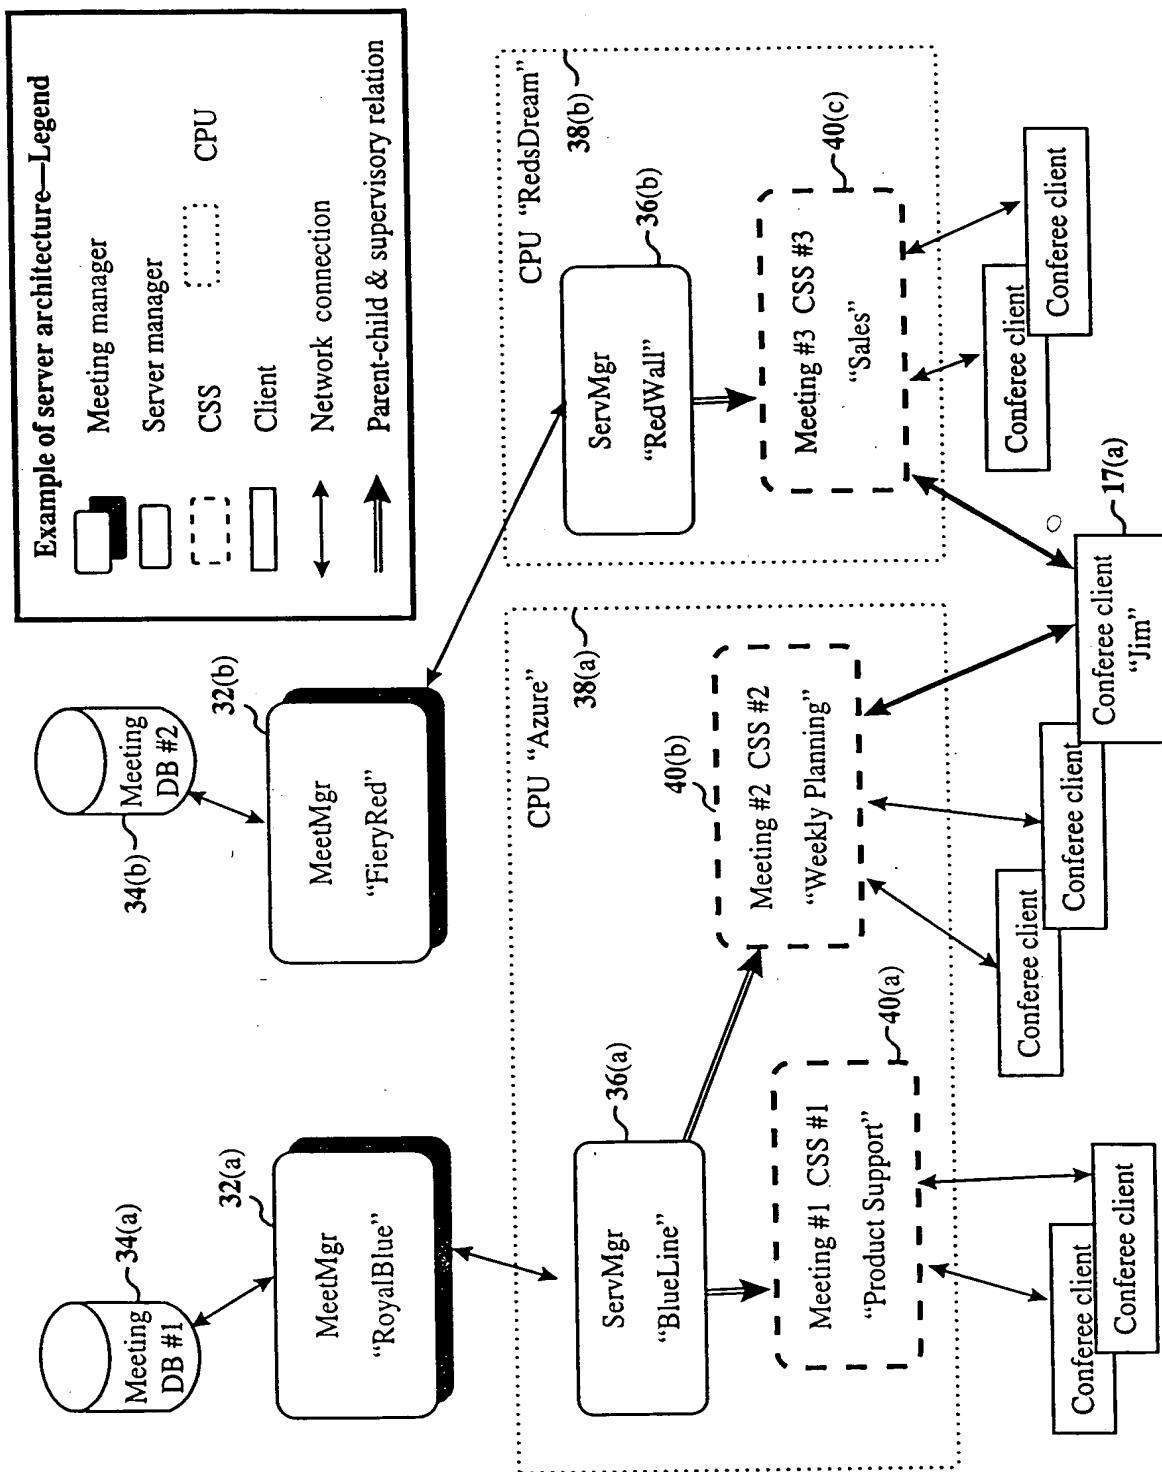 Example of server architecture—Legend
Meeting manager
Server manager
CSS
CPU
Client
Network connection
Parent-child & supervisory relation
34(a)
Meeting
DB #1
32(a)
MeetMgr
“RoyalBlue”
34(b)
Meeting
DB #2
32(b)
MeetMgr
“FieryRed”
CPU “Azure”
38(a)
36(a)
ServMgr
“BlueLine”
40(a)
Meeting #1 CSS #1
“Product Support”
40(b)
Meeting #2 CSS #2
“Weekly Planning”
CPU “RedsDream”
38(b)
36(b)
ServMgr
“RedWall”
40(c)
Meeting #3 CSS #3
“Sales”
Conferee client
Conferee client
Conferee client
Conferee client
Conferee client
“Jim”
17(a)
Conferee client
Conferee client